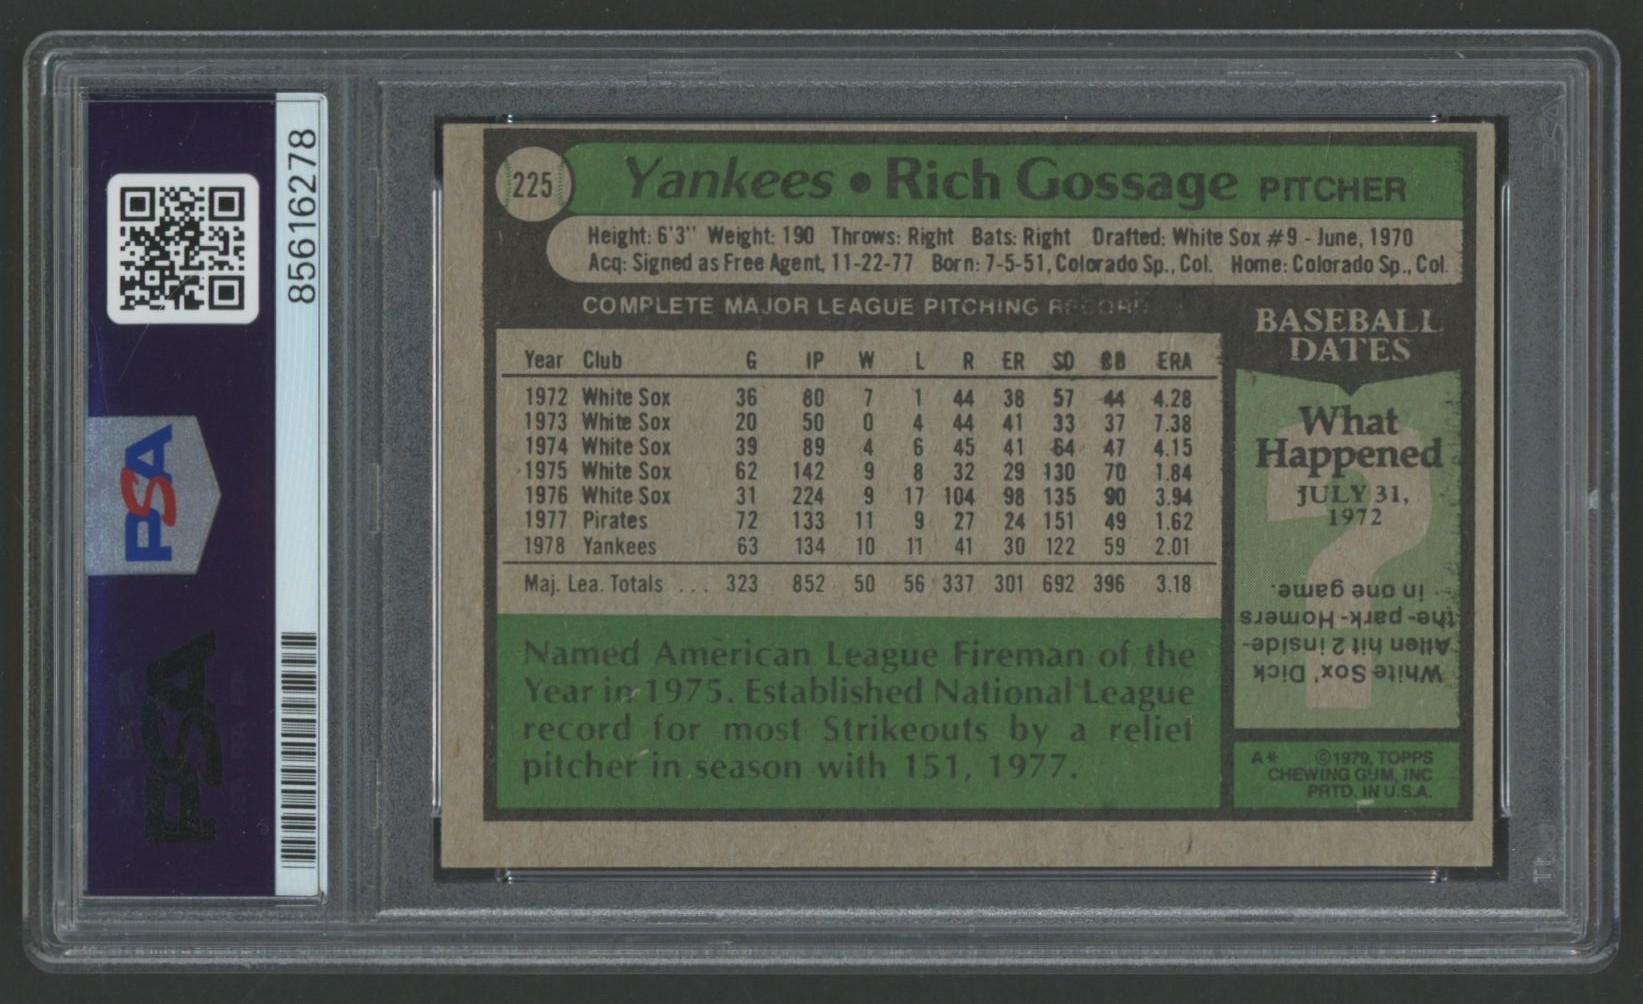 PSA
85616278
PSA
225
Yankees • Rich Gossage PITCHER
Height: 6'3" Weight: 190 Throws: Right Bats: Right Drafted: White Sox #9 - June, 1970
Acq: Signed as Free Agent, 11-22-77 Born: 7-5-51, Colorado Sp., Col. Home: Colorado Sp., Col.
COMPLETE MAJOR LEAGUE PITCHING RECORD
Year Club G IP W L R ER SO BB ERA
1972 White Sox 36 80 7 1 44 38 57 44 4.28
1973 White Sox 20 50 0 4 44 41 33 37 7.38
1974 White Sox 39 89 4 6 45 41 64 47 4.15
1975 White Sox 62 142 9 8 32 29 130 70 1.84
1976 White Sox 31 224 9 17 104 98 135 90 3.94
1977 Pirates 72 133 11 9 27 24 151 49 1.62
1978 Yankees 63 134 10 11 41 30 122 59 2.01
Maj. Lea. Totals ... 323 852 50 56 337 301 692 396 3.18
Named American League Fireman of the
Year in 1975. Established National League
record for most Strikeouts by a relief
pitcher in season with 151, 1977.
BASEBALL
DATES
What
Happened
JULY 31,
1972
?
White Sox' Dick
Allen hit 2 inside-
the-park-Homers
in one game.
A* ©1979, TOPPS
CHEWING GUM, INC
PRTD. IN U.S.A.